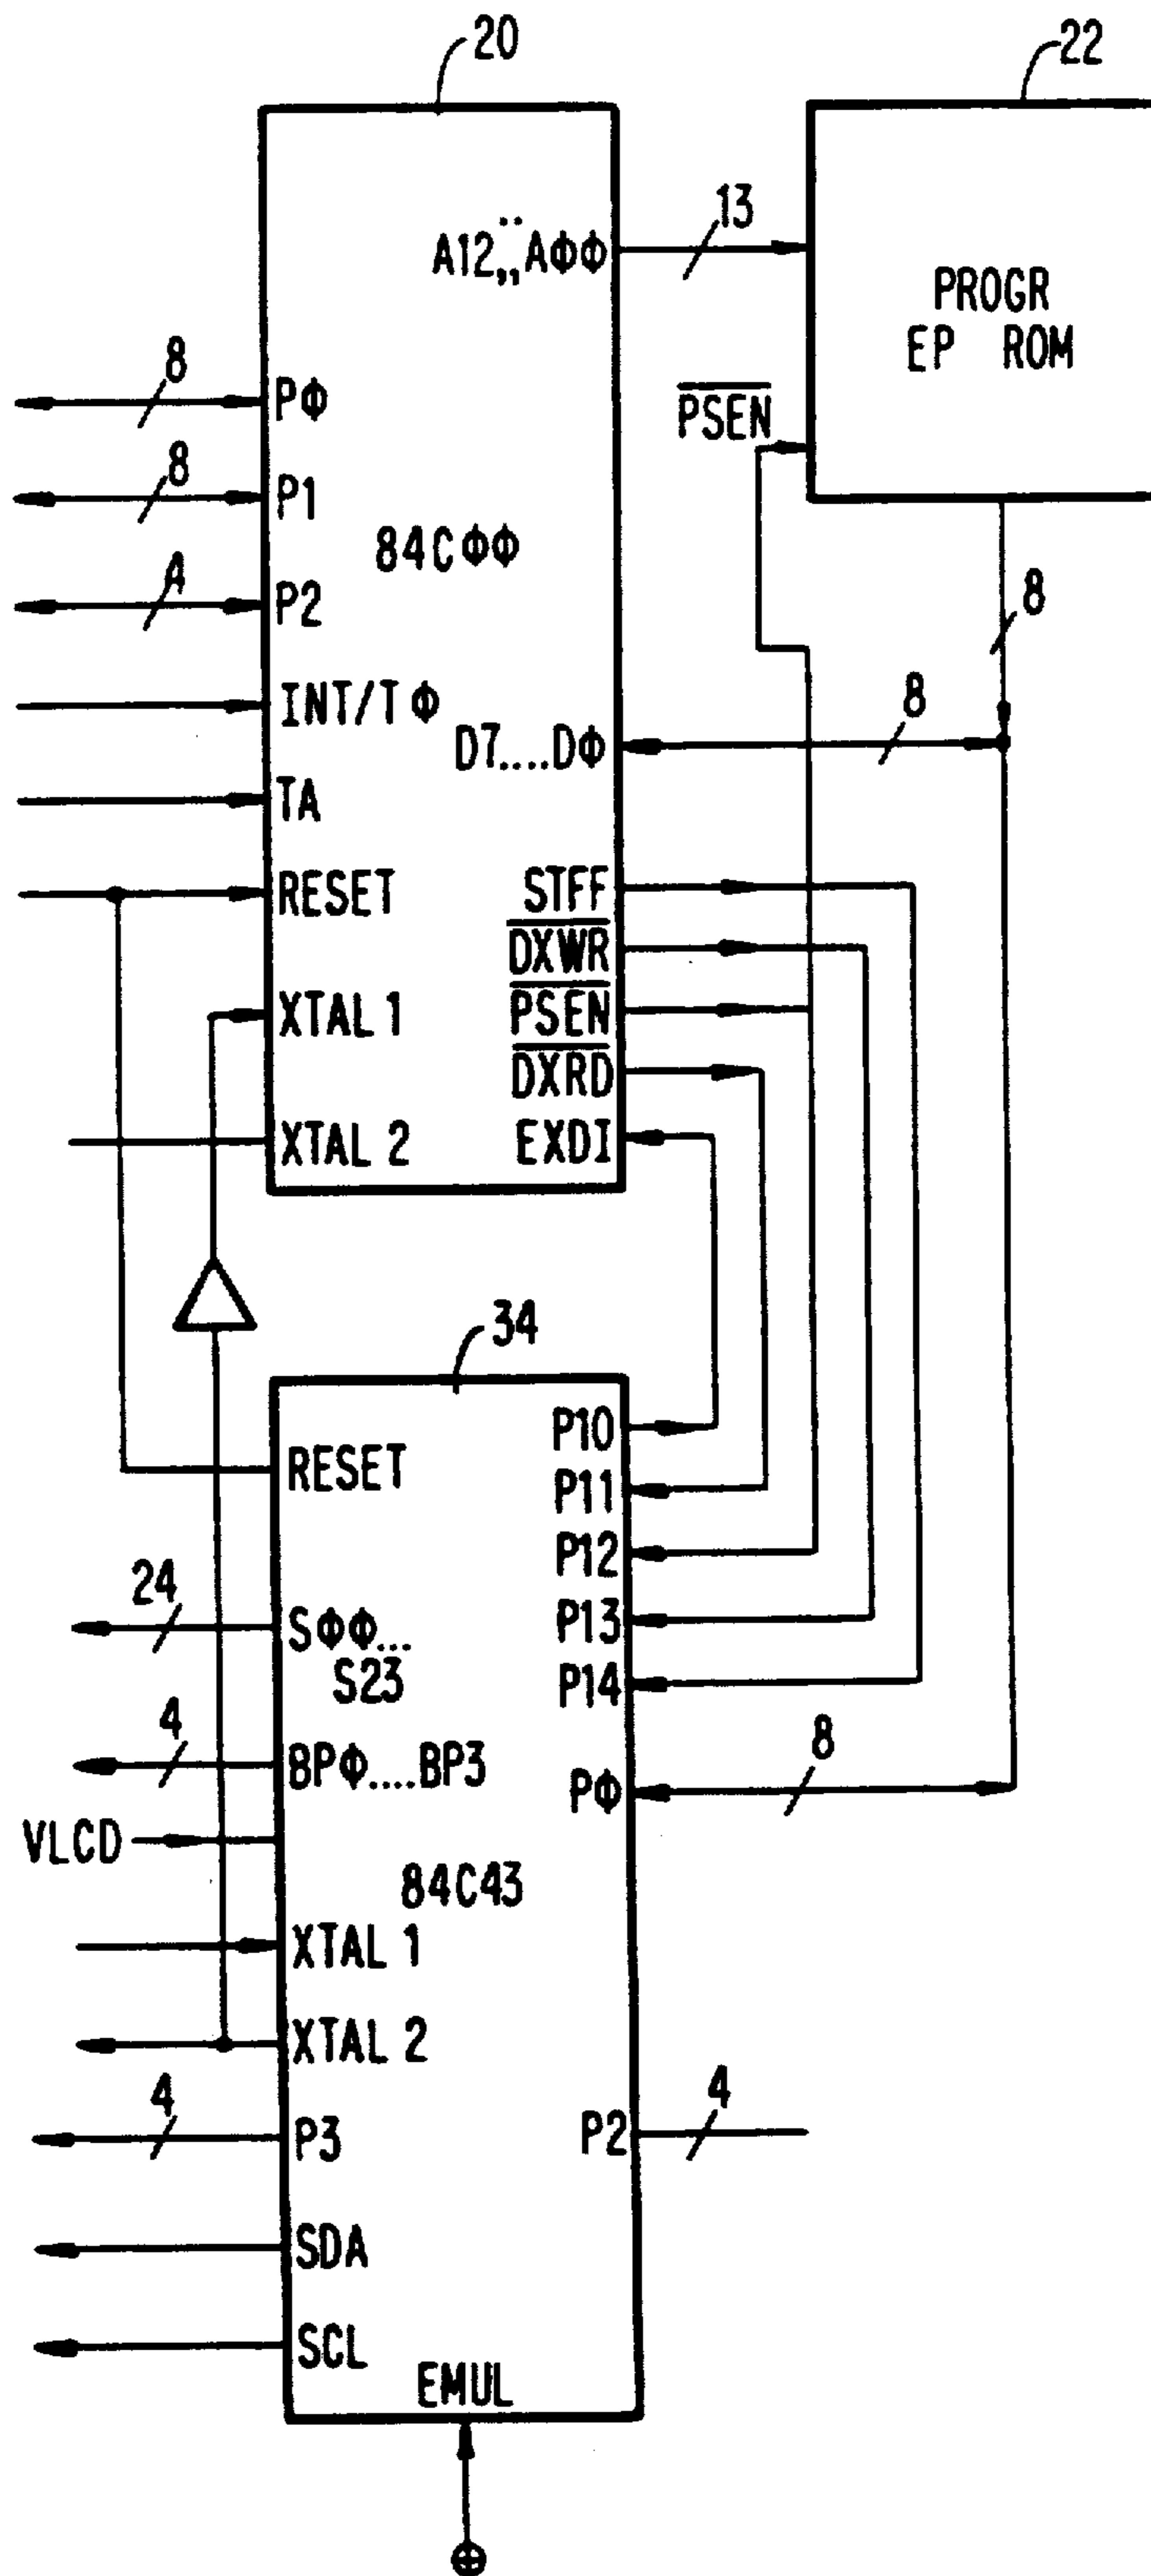 20
22
13
A12,,¨AΦΦ
PROGR
EP ROM
PSEN
8
PΦ
8
P1
84CΦΦ
4
P2
8
INT/TΦ
8
D7....DΦ
TA
RESET
STFF
DXWR
PSEN
XTAL 1
DXRD
XTAL 2
EXDI
34
P10
RESET
P11
P12
24
SΦΦ...
S23
P13
P14
4
BPΦ....BP3
8
PΦ
VLCD
84C43
XTAL 1
XTAL 2
4
P3
P2
4
SDA
SCL
EMUL